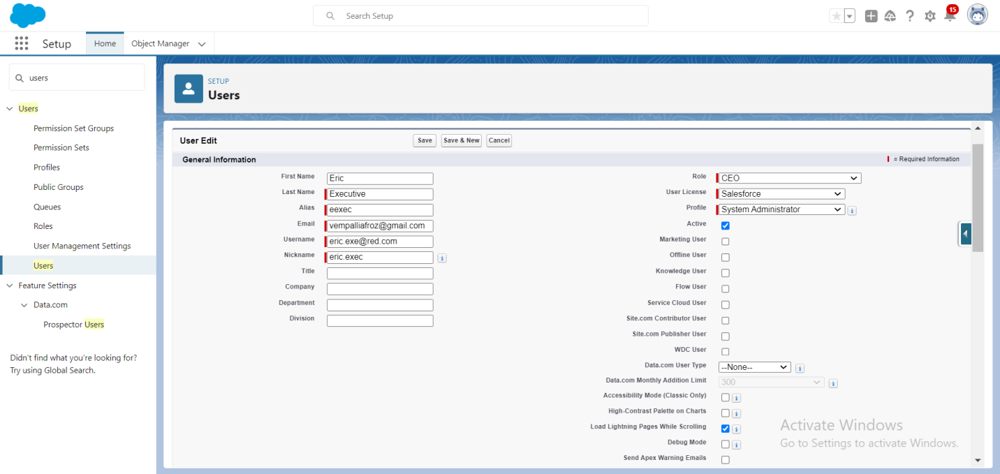 Search Setup
15
Setup
Home
Object Manager
users
Users
Permission Set Groups
Permission Sets
Profiles
Public Groups
Queues
Roles
User Management Settings
Users
Feature Settings
Data.com
Prospector Users
Didn't find what you're looking for?
Try using Global Search.
SETUP
Users
User Edit
Save
Save & New
Cancel
General Information
= Required Information
First Name Eric
Last Name Executive
Alias eexec
Email vempalliafroz@gmail.com
Username eric.exe@red.com
Nickname eric.exec
Title
Company
Department
Division
Role CEO
User License Salesforce
Profile System Administrator
Active
Marketing User
Offline User
Knowledge User
Flow User
Service Cloud User
Site.com Contributor User
Site.com Publisher User
WDC User
Data.com User Type --None--
Data.com Monthly Addition Limit 300
Accessibility Mode (Classic Only)
High-Contrast Palette on Charts
Load Lightning Pages While Scrolling
Debug Mode
Send Apex Warning Emails
Activate Windows
Go to Settings to activate Windows.